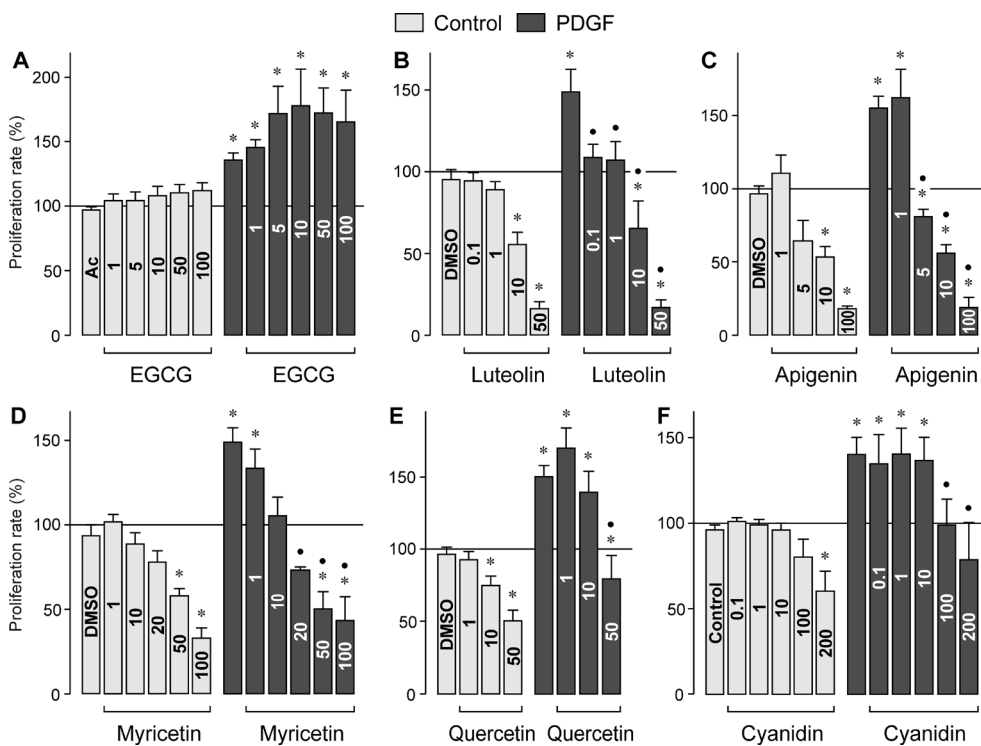 Control PDGF
A
Proliferation rate (%)
200
150
100
50
0
Ac 1 5 10 50 100
* * * * * *
1 5 10 50 100
EGCG EGCG
B
150
100
50
0
DMSO 0.1 1 10 50
* *
* • • • * • *
0.1 1 10 50
Luteolin Luteolin
C
150
100
50
0
DMSO 1 5 10 100
* *
* * • * • * • *
1 5 10 100
Apigenin Apigenin
D
Proliferation rate (%)
150
100
50
0
DMSO 1 10 20 50 100
* *
* * • • * • *
1 10 20 50 100
Myricetin Myricetin
E
150
100
50
0
DMSO 1 10 50
* *
* * * • *
1 10 50
Quercetin Quercetin
F
150
100
50
0
Control 0.1 1 10 100 200
*
* * * * • •
0.1 1 10 100 200
Cyanidin Cyanidin